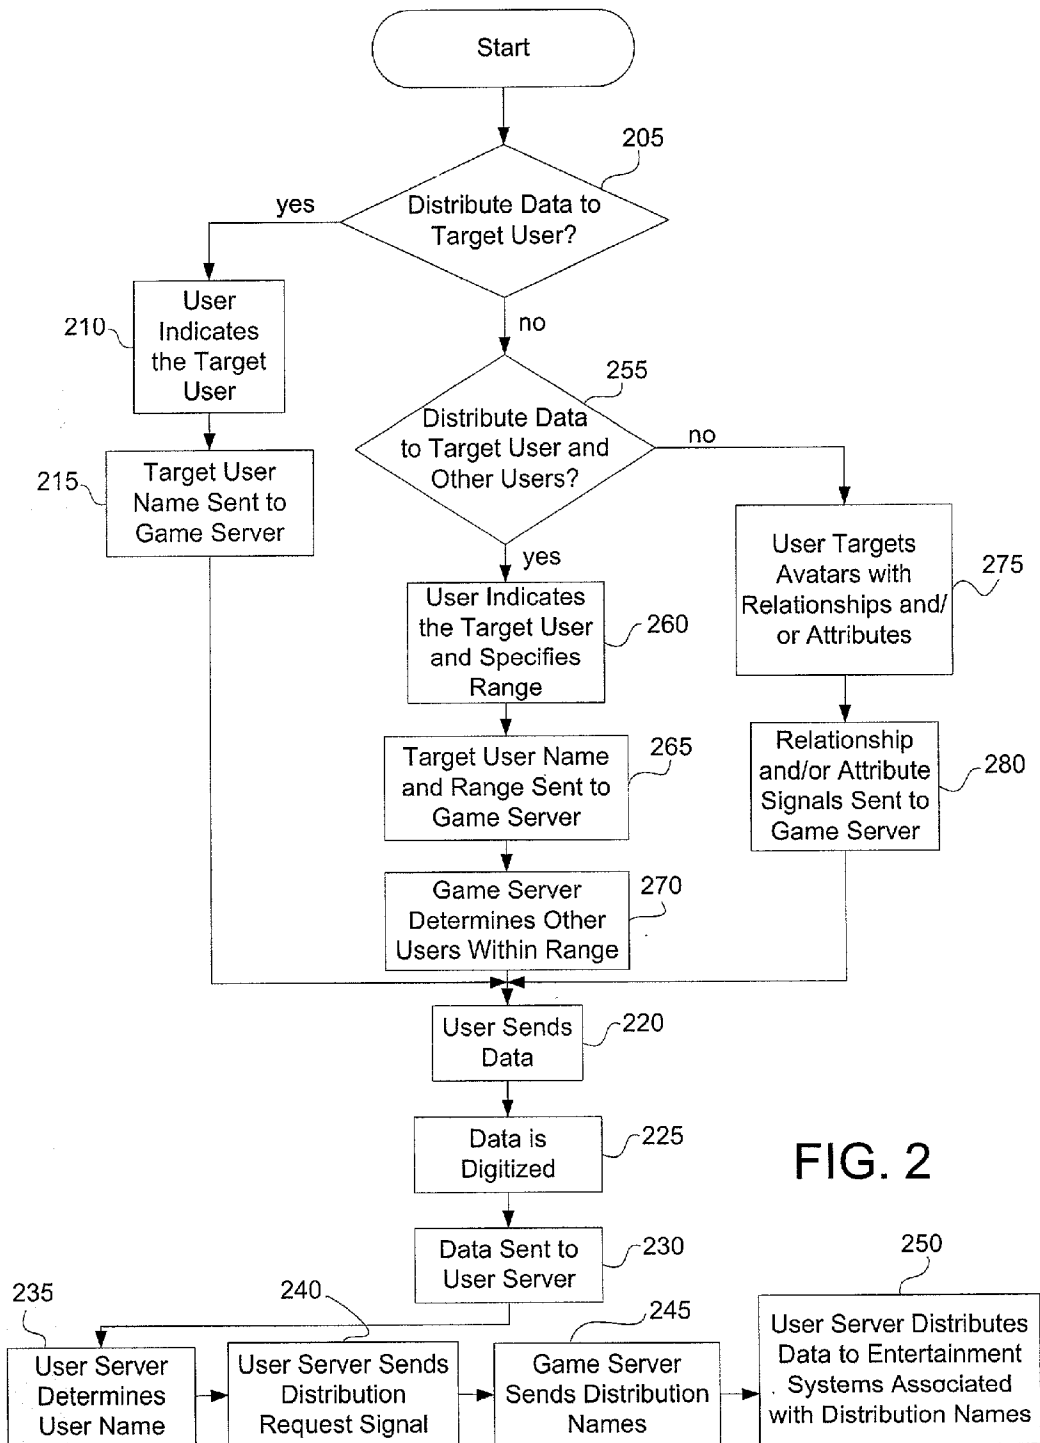 Start
205
Distribute Data to
Target User?
yes
no
210
User
Indicates
the Target
User
215
Target User
Name Sent to
Game Server
255
Distribute Data
to Target User and
Other Users?
no
yes
260
User Indicates
the Target User
and Specifies
Range
265
Target User Name
and Range Sent to
Game Server
270
Game Server
Determines Other
Users Within Range
275
User Targets
Avatars with
Relationships and/
or Attributes
280
Relationship
and/or Attribute
Signals Sent to
Game Server
220
User Sends
Data
225
Data is
Digitized
FIG. 2
230
Data Sent to
User Server
235
User Server
Determines
User Name
240
User Server Sends
Distribution
Request Signal
245
Game Server
Sends Distribution
Names
250
User Server Distributes
Data to Entertainment
Systems Associated
with Distribution Names